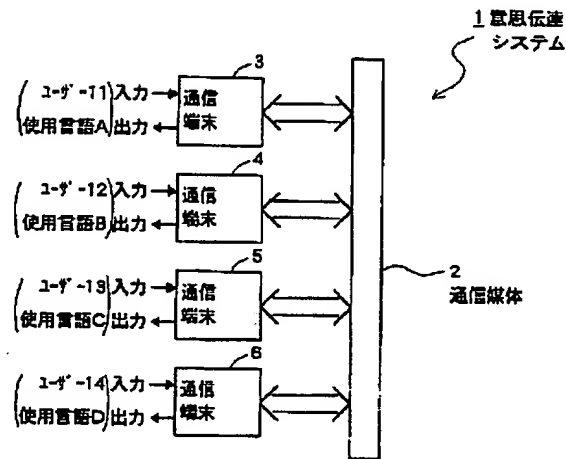 1 意思伝達
システム
3
ユーザー11 入力
使用言語A 出力
通信
端末
4
ユーザー12 入力
使用言語B 出力
通信
端末
5
ユーザー13 入力
使用言語C 出力
通信
端末
6
ユーザー14 入力
使用言語D 出力
通信
端末
2
通信媒体